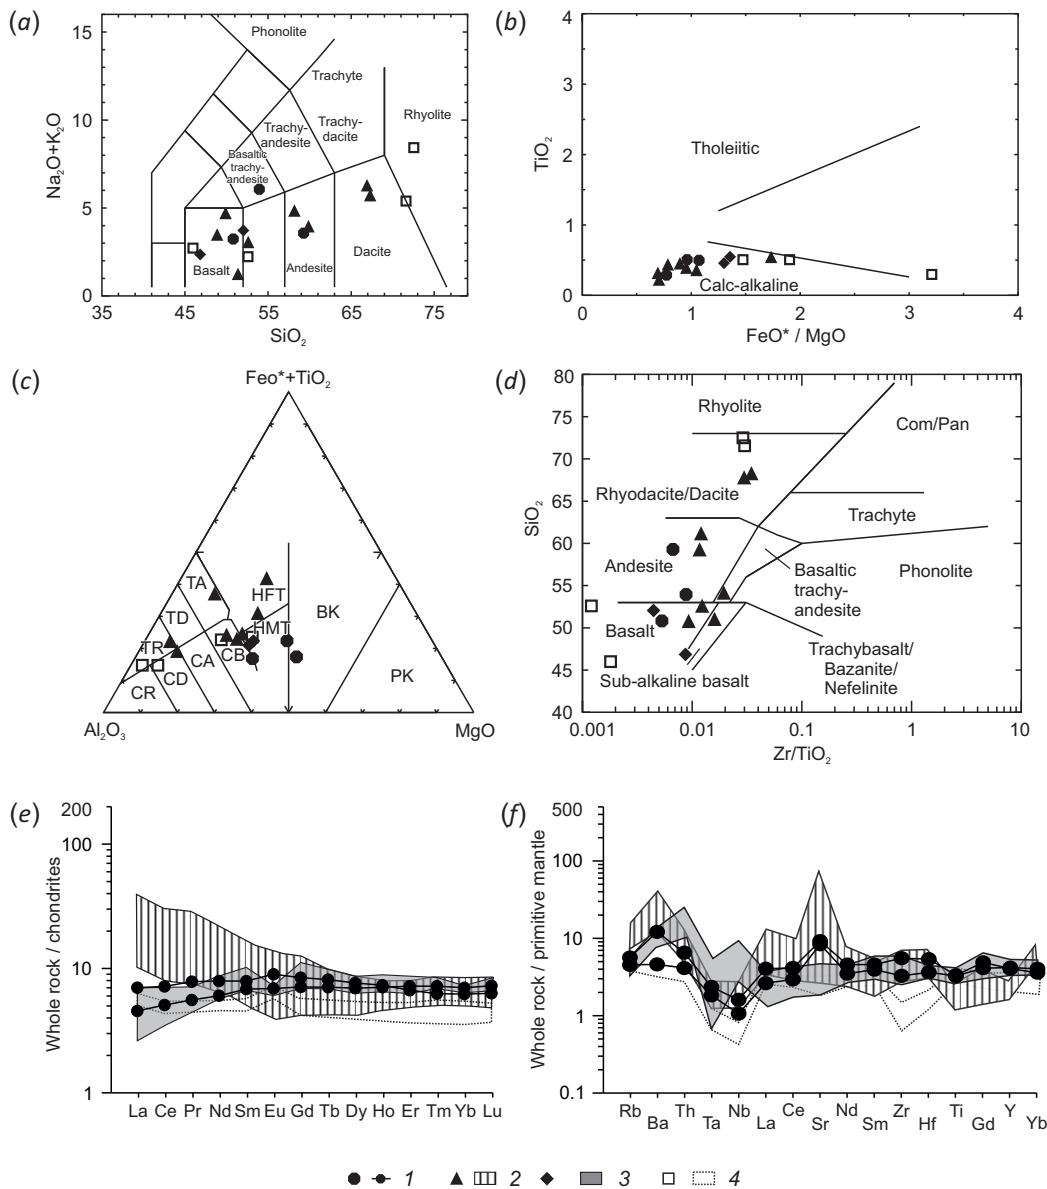 (a)
15
10
5
0
Na₂O+K₂O
35
45
55
65
75
SiO₂
Phonolite
Trachyte
Rhyolite
Trachy-
andesite
Trachy-
dacite
Basaltic
trachy-
andesite
Basalt
Andesite
Dacite
(b)
4
3
2
1
0
TiO₂
0
1
2
3
4
FeO* / MgO
Tholeiitic
Calc-alkaline
(c)
Feo*+TiO₂
TA
HFT
BK
TD
HMT
TR
CA
CB
CD
CR
PK
Al₂O₃
MgO
(d)
80
75
70
65
60
55
50
45
40
SiO₂
0.001
0.01
0.1
1
10
Zr/TiO₂
Rhyolite
Com/Pan
Rhyodacite/Dacite
Trachyte
Andesite
Basaltic
trachy-
andesite
Phonolite
Basalt
Trachybasalt/
Bazanite/
Nefelinite
Sub-alkaline basalt
(e)
200
100
10
1
Whole rock / chondrites
La Ce Pr Nd Sm Eu Gd Tb Dy Ho Er Tm Yb Lu
(f)
500
100
10
1
0.1
Whole rock / primitive mantle
Rb Ba Th Ta Nb La Ce Sr Nd Sm Zr Hf Ti Gd Y Yb
1 2 3 4